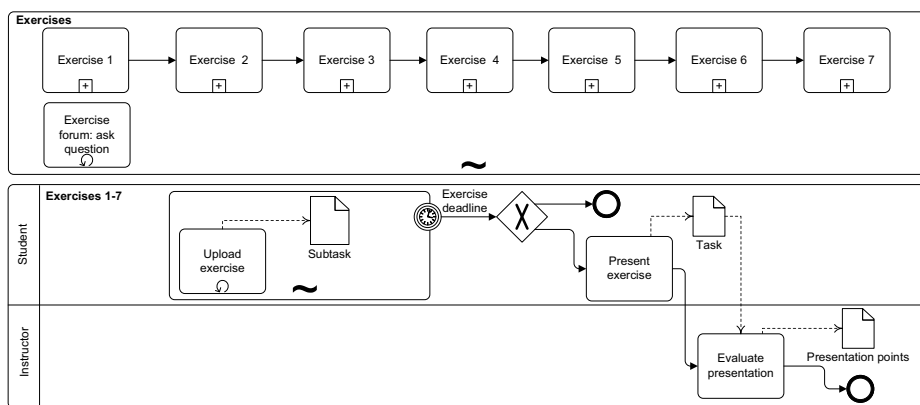 Exercises
Exercise 1
Exercise 2
Exercise 3
Exercise 4
Exercise 5
Exercise 6
Exercise 7
Exercise
forum: ask
question
Student
Exercises 1-7
Upload
exercise
Subtask
Exercise
deadline
Present
exercise
Task
Instructor
Evaluate
presentation
Presentation points